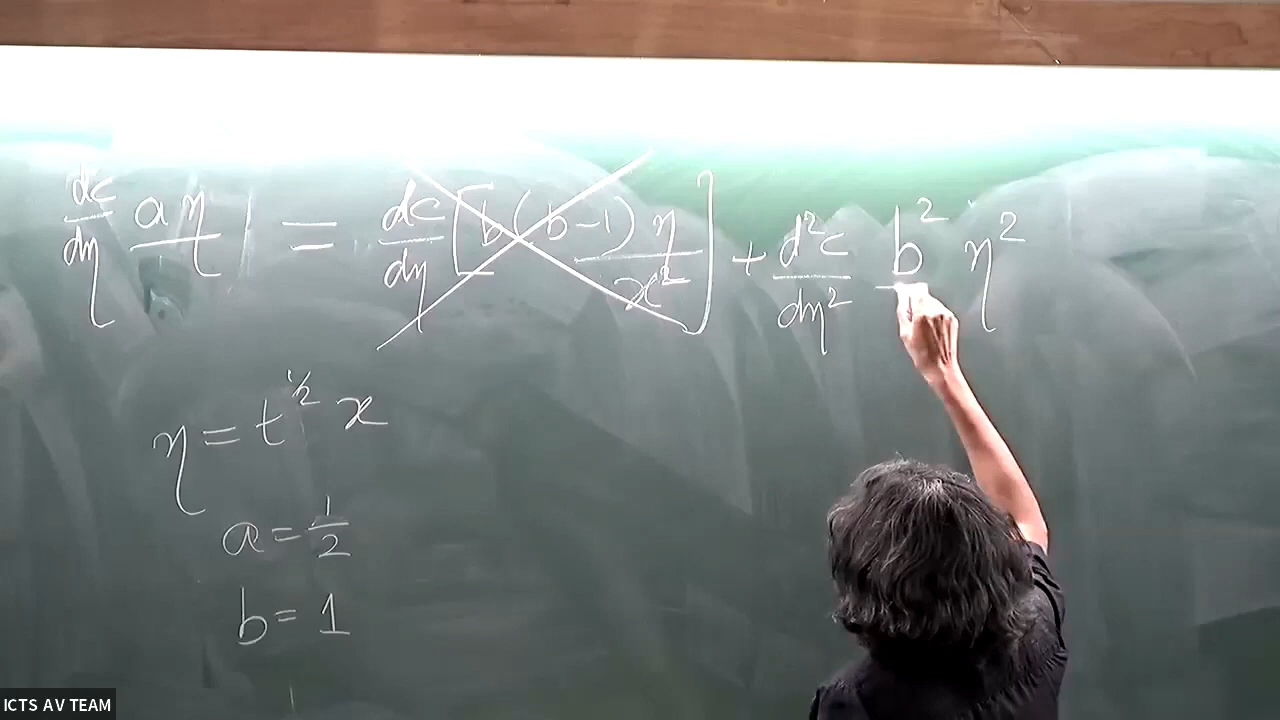 dc/dη aη/t = dc/dη [b(b-1)η/x²] + d²c/dη² b² η²
η = t^1/2 x
a = 1/2
b = 1
ICTS AV TEAM